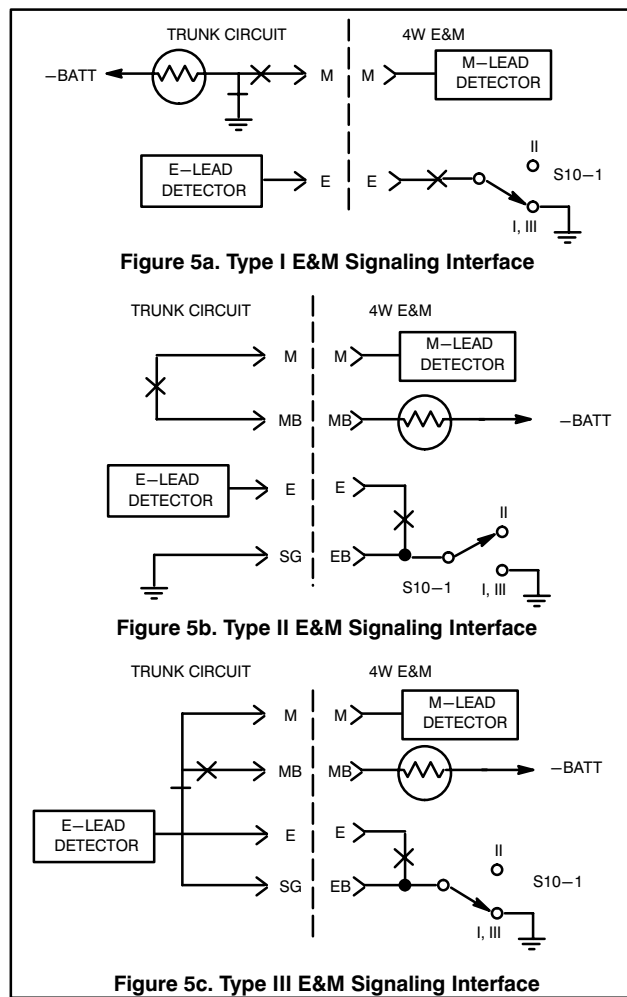 TRUNK CIRCUIT 4W E&M
–BATT M M M–LEAD
DETECTOR
II
E–LEAD
DETECTOR E E S10–1
I, III
Figure 5a. Type I E&M Signaling Interface
TRUNK CIRCUIT 4W E&M
M M M–LEAD
DETECTOR
MB MB –BATT
E–LEAD
DETECTOR E E
II
SG EB
S10–1 I, III
Figure 5b. Type II E&M Signaling Interface
TRUNK CIRCUIT 4W E&M
M M M–LEAD
DETECTOR
MB MB –BATT
E–LEAD
DETECTOR E E
II
SG EB S10–1
I, III
Figure 5c. Type III E&M Signaling Interface